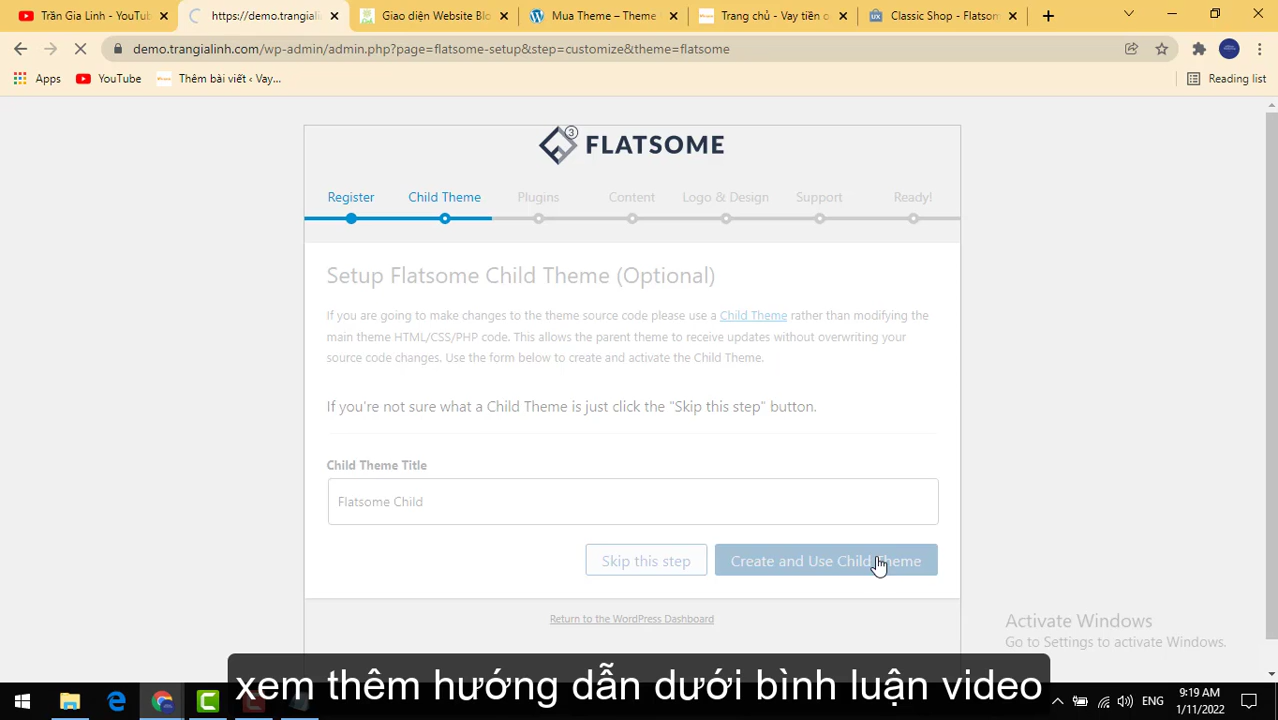 Trần Gia Linh - YouTube
https://demo.trangialinh.com/wp-a
Giao diện Website Blo
Mua Theme – Theme
Trang chủ - Vay tiền o
Classic Shop - Flatsom
demo.trangialinh.com/wp-admin/admin.php?page=flatsome-setup&step=customize&theme=flatsome
Apps
YouTube
Thêm bài viết ‹ Vay...
Reading list
3
FLATSOME
Register
Child Theme
Plugins
Content
Logo & Design
Support
Ready!
Setup Flatsome Child Theme (Optional)
If you are going to make changes to the theme source code please use a Child Theme rather than modifying the
main theme HTML/CSS/PHP code. This allows the parent theme to receive updates without overwriting your
source code changes. Use the form below to create and activate the Child Theme.
If you're not sure what a Child Theme is just click the "Skip this step" button.
Child Theme Title
Flatsome Child
Skip this step
Create and Use Child Theme
Return to the WordPress Dashboard
Activate Windows
Go to Settings to activate Windows.
xem thêm hướng dẫn dưới bình luận video
ENG
9:19 AM
1/11/2022